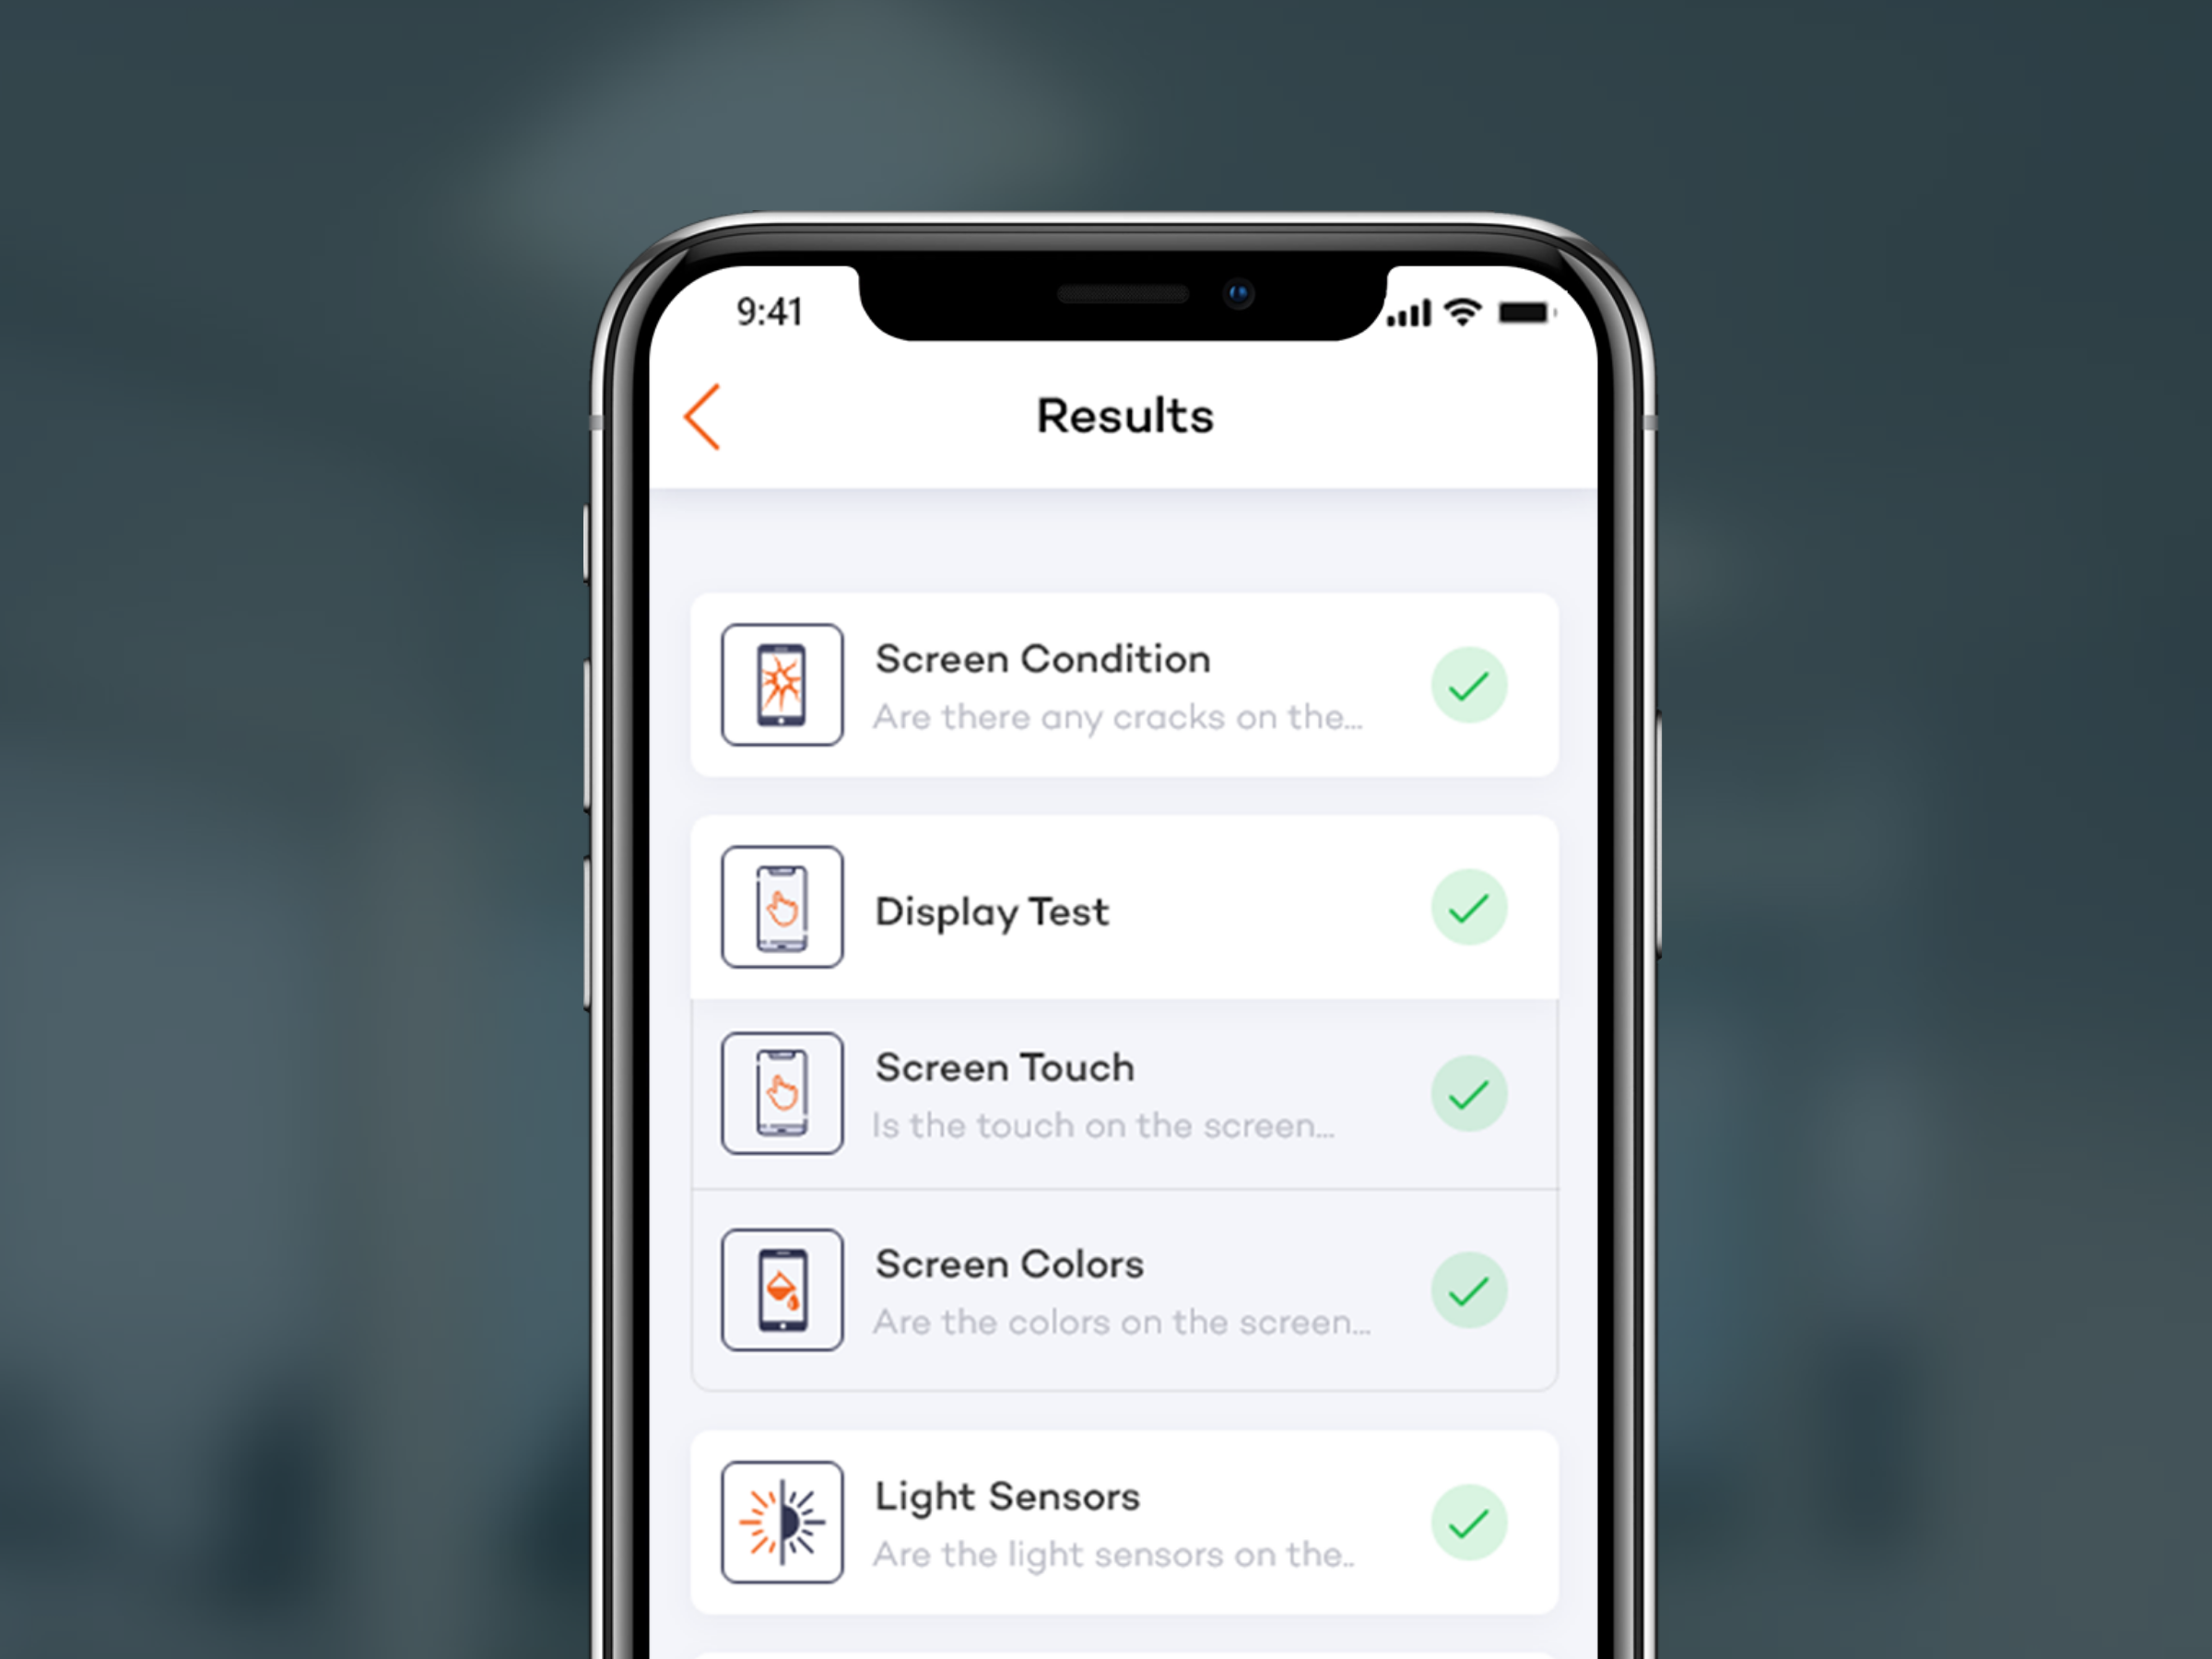 9:41
Results
Screen Condition
Are there any cracks on the...
Display Test
Screen Touch
Is the touch on the screen...
Screen Colors
Are the colors on the screen...
Light Sensors
Are the light sensors on the..